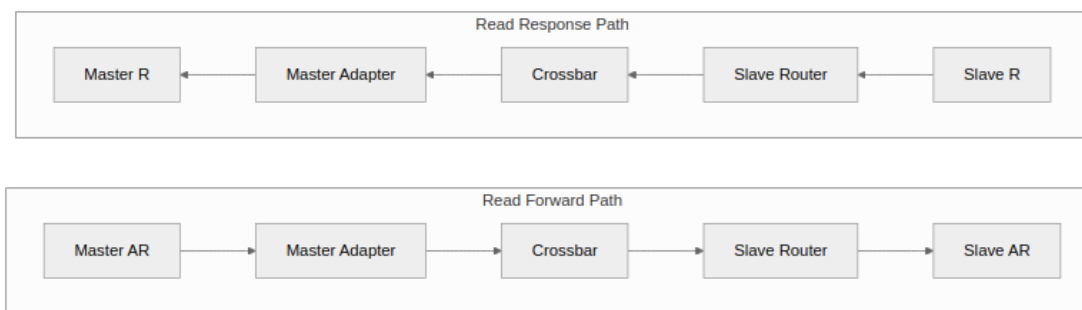 Read Response Path
Master R
Master Adapter
Crossbar
Slave Router
Slave R
Read Forward Path
Master AR
Master Adapter
Crossbar
Slave Router
Slave AR